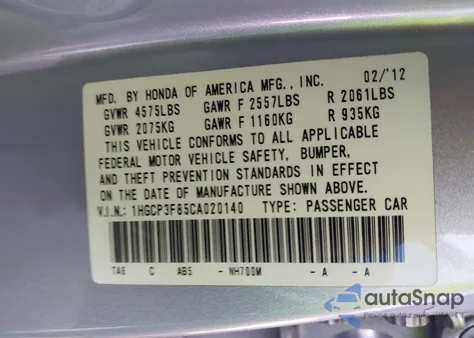 MFD. BY HONDA OF AMERICA MFG., INC. 02/'12
GVWR 4575LBS GAWR F 2557LBS R 2061LBS
GVWR 2075KG GAWR F 1160KG R 935KG
THIS VEHICLE CONFORMS TO ALL APPLICABLE
FEDERAL MOTOR VEHICLE SAFETY, BUMPER,
AND THEFT PREVENTION STANDARDS IN EFFECT
ON THE DATE OF MANUFACTURE SHOWN ABOVE.
V.I.N.: 1HGCP3F85CA020140 TYPE: PASSENGER CAR
TA6 C AB5 - NH700M - A - A
autoSnap